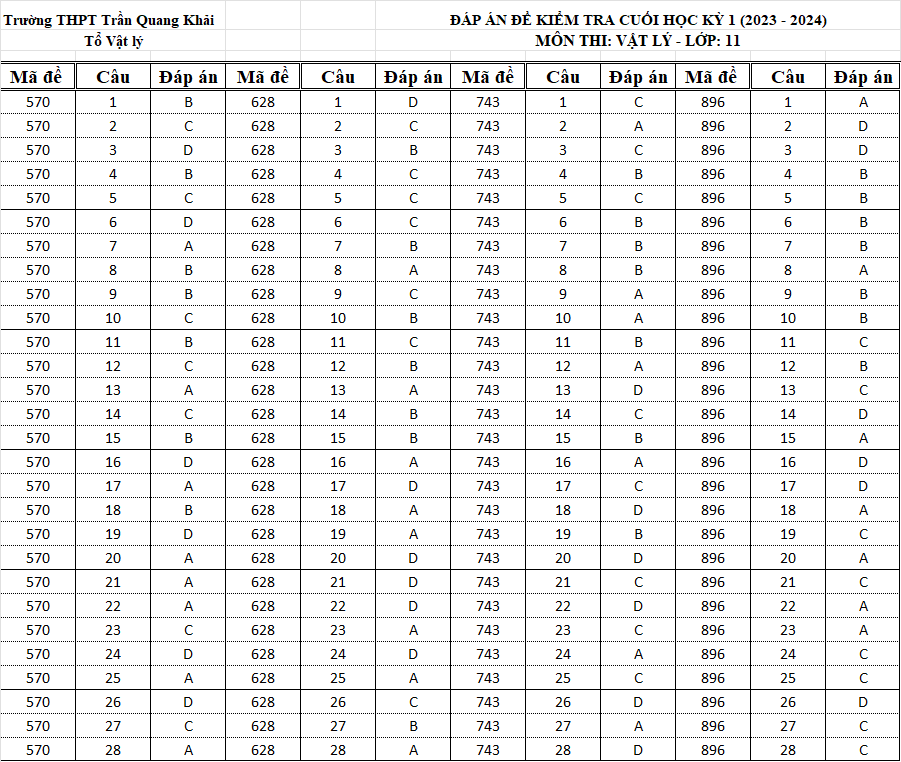 Trường THPT Trần Quang Khải ĐÁP ÁN ĐỀ KIỂM TRA CUỐI HỌC KỲ 1 (2023 - 2024)
Tổ Vật lý MÔN THI: VẬT LÝ - LỚP: 11
Mã đề Câu Đáp án Mã đề Câu Đáp án Mã đề Câu Đáp án Mã đề Câu Đáp án
570 1 B 628 1 D 743 1 C 896 1 A
570 2 C 628 2 C 743 2 A 896 2 D
570 3 D 628 3 B 743 3 C 896 3 D
570 4 B 628 4 C 743 4 B 896 4 B
570 5 C 628 5 C 743 5 C 896 5 B
570 6 D 628 6 C 743 6 B 896 6 B
570 7 A 628 7 B 743 7 B 896 7 B
570 8 B 628 8 A 743 8 B 896 8 A
570 9 B 628 9 C 743 9 A 896 9 B
570 10 C 628 10 B 743 10 A 896 10 B
570 11 B 628 11 C 743 11 B 896 11 C
570 12 C 628 12 B 743 12 A 896 12 B
570 13 A 628 13 A 743 13 D 896 13 C
570 14 C 628 14 B 743 14 C 896 14 D
570 15 B 628 15 B 743 15 B 896 15 A
570 16 D 628 16 A 743 16 A 896 16 D
570 17 A 628 17 D 743 17 C 896 17 D
570 18 B 628 18 A 743 18 D 896 18 A
570 19 D 628 19 A 743 19 B 896 19 C
570 20 A 628 20 D 743 20 D 896 20 A
570 21 A 628 21 D 743 21 C 896 21 C
570 22 A 628 22 D 743 22 D 896 22 A
570 23 C 628 23 A 743 23 C 896 23 A
570 24 D 628 24 D 743 24 A 896 24 C
570 25 A 628 25 A 743 25 C 896 25 C
570 26 D 628 26 C 743 26 D 896 26 D
570 27 C 628 27 B 743 27 A 896 27 C
570 28 A 628 28 A 743 28 D 896 28 C